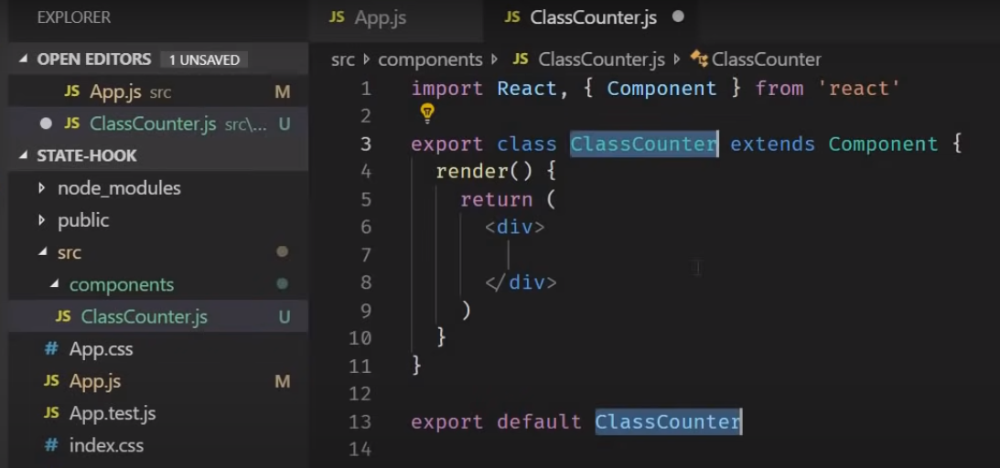 EXPLORER
OPEN EDITORS 1 UNSAVED
JS App.js src M
JS ClassCounter.js src\... U
STATE-HOOK
node_modules
public
src
components
JS ClassCounter.js U
# App.css
JS App.js M
JS App.test.js
# index.css
JS App.js
JS ClassCounter.js
src components JS ClassCounter.js ClassCounter
1 import React, { Component } from 'react'
2
3 export class ClassCounter extends Component {
4 render() {
5 return (
6 <div>
7
8 </div>
9 )
10 }
11 }
12
13 export default ClassCounter
14